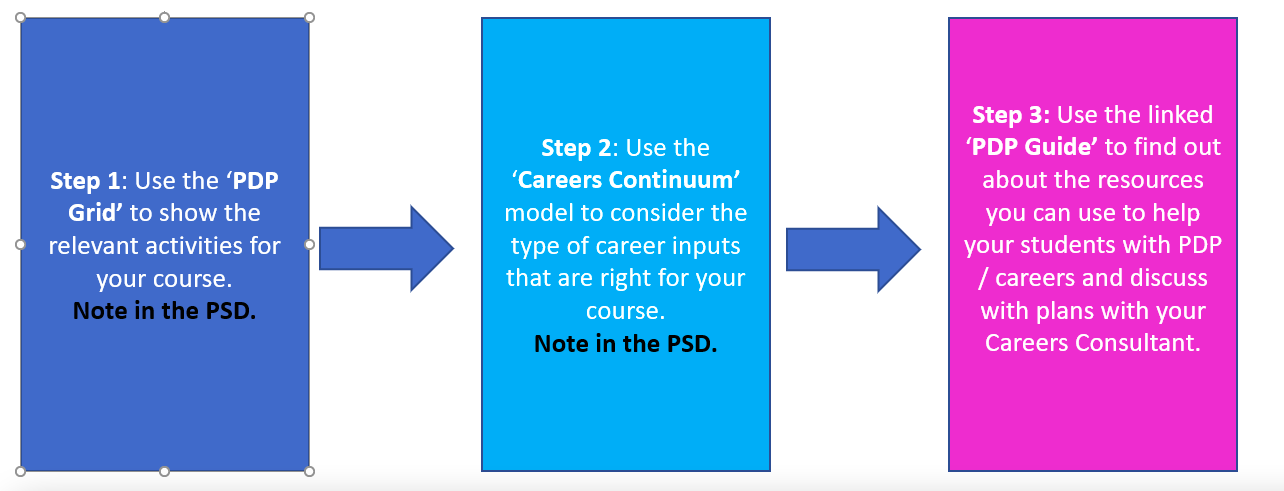 Step 1: Use the ‘PDP
Grid’ to show the
relevant activities for
your course.
Note in the PSD.
Step 2: Use the
‘Careers Continuum’
model to consider the
type of career inputs
that are right for your
course.
Note in the PSD.
Step 3: Use the linked
‘PDP Guide’ to find out
about the resources
you can use to help
your students with PDP
/ careers and discuss
with plans with your
Careers Consultant.